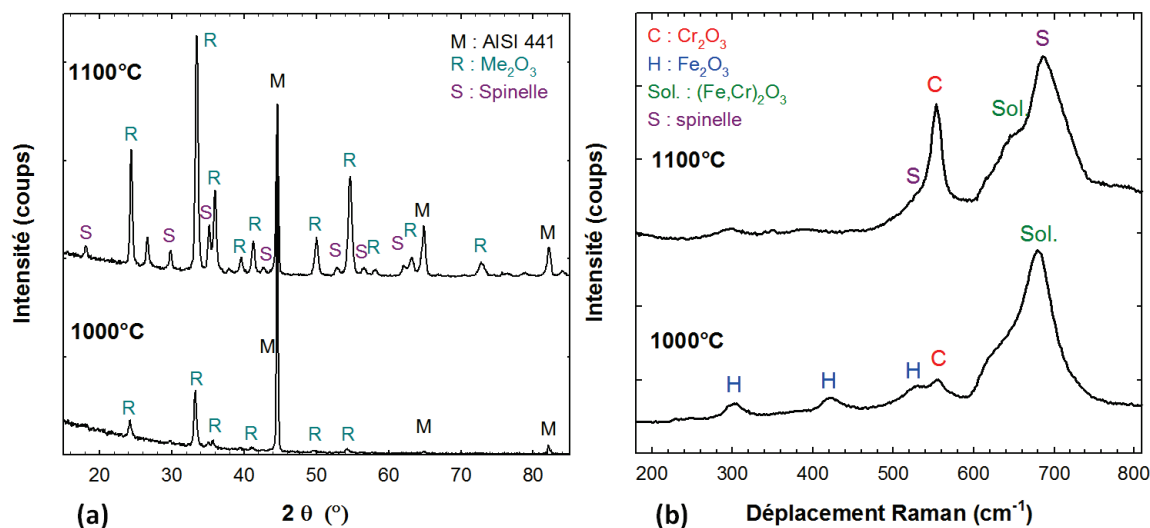 M : AISI 441
R : Me₂O₃
S : Spinelle
1100°C
R
M
R
R
R
M
S
S
S
R
R
S
R
S
S
R
S
R
R
M
1000°C
M
R
R
R
R
R
R
M
M
20 30 40 50 60 70 80
2 θ (°)
Intensité (coups)
(a)
C : Cr₂O₃
H : Fe₂O₃
Sol. : (Fe,Cr)₂O₃
S : spinelle
S
C
Sol.
1100°C
S
Sol.
1000°C
H
H
H
C
200 300 400 500 600 700 800
Déplacement Raman (cm⁻¹)
Intensité (coups)
(b)